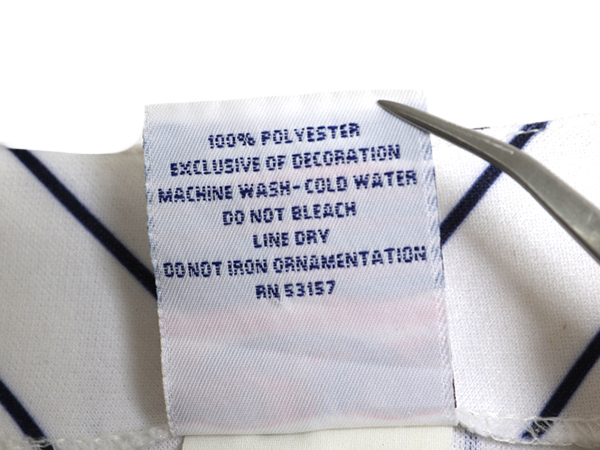 100% POLYESTER
EXCLUSIVE OF DECORATION
MACHINE WASH-COLD WATER
DO NOT BLEACH
LINE DRY
DO NOT IRON ORNAMENTATION
RN 53157